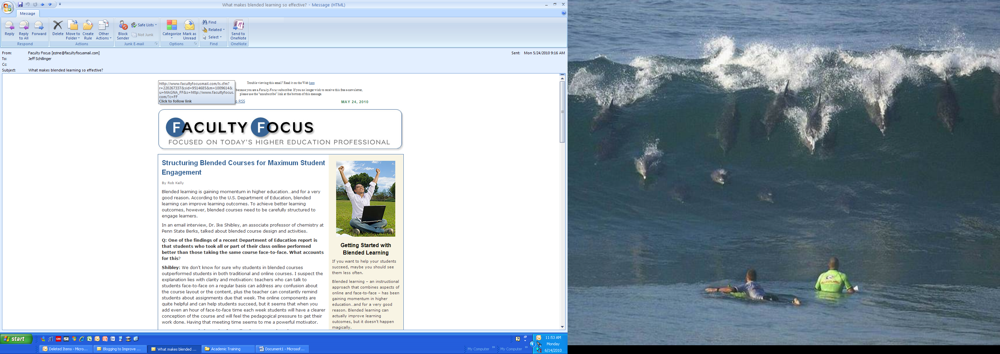 What makes blended learning so effective? - Message (HTML)
Message
Reply
Reply to All
Forward
Respond
Delete
Move to Folder
Create Rule
Other Actions
Actions
Block Sender
Safe Lists
Not Junk
Junk E-mail
Categorize
Mark as Unread
Options
Find
Related
Select
Find
Send to OneNote
OneNote
From: Faculty Focus [ezine@facultyfocusmail.com]
Sent: Mon 5/24/2010 9:16 AM
To: Jeff Schillinger
Cc:
Subject: What makes blended learning so effective?
http://www.facultyfocusmail.com/ls.cfm?
r=220267337&sid=9514685&m=1009614&
u=MAGNA_FF&s=http://www.facultyfocus.
com/?c=FF
Click to follow link
Trouble viewing this email? Read it on the Web here
because you are a Faculty Focus subscriber. If you no longer wish to receive this free e-newsletter,
please use the "unsubscribe" link at the bottom of this message.
o RSS
MAY 24, 2010
FACULTY FOCUS
FOCUSED ON TODAY'S HIGHER EDUCATION PROFESSIONAL
Structuring Blended Courses for Maximum Student
Engagement
By Rob Kelly
Blended learning is gaining momentum in higher education…and for a very
good reason. According to the U.S. Department of Education, blended
learning can improve learning outcomes. To achieve better learning
outcomes, however, blended courses need to be carefully structured to
engage learners.
In an email interview, Dr. Ike Shibley, an associate professor of chemistry at
Penn State Berks, talked about blended course design and activities.
Q: One of the findings of a recent Department of Education report is
that students who took all or part of their class online performed
better than those taking the same course face-to-face. What accounts
for this?
Shibley: We don't know for sure why students in blended courses
outperformed students in both traditional and online courses. I suspect the
explanation lies with clarity and motivation: teachers who can talk to
students face-to-face on a regular basis can address any confusion about
the course layout or the content, plus the teacher can constantly remind
students about assignments due that week. The online components are
quite helpful and can help students succeed, but it seems that when you
add even an hour of face-to-face time each week students will have a clearer
conception of the course and will feel the pedagogical pressure to get their
work done. Having that meeting time seems to me a powerful motivator.
Getting Started with
Blended Learning
If you want to help your students
succeed, maybe you should see
them less often.
Blended learning – an instructional
approach that combines aspects of
online and face-to-face – has been
gaining momentum in higher
education…and for a very good
reason. Blended learning can
actually improve learning
outcomes, but it doesn't happen
magically.
start
CNN
SI
11:53 AM
Monday
6/14/2010
Deleted Items - Micro...
Blogging to Improve ...
What makes blended ...
Academic Training
Document1 - Microsof...
My Computer
My Computer